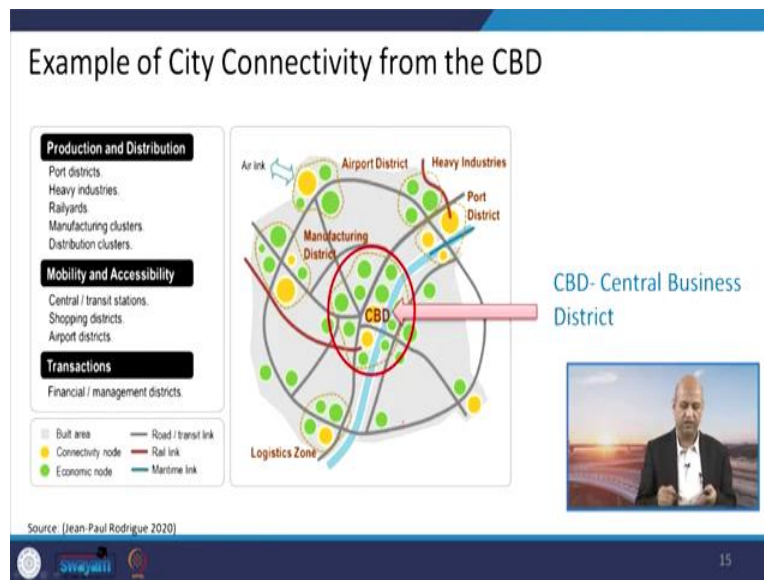 Example of City Connectivity from the CBD
Production and Distribution
Port districts.
Heavy industries.
Railyards.
Manufacturing clusters.
Distribution clusters.
Mobility and Accessibility
Central / transit stations.
Shopping districts.
Airport districts.
Transactions
Financial / management districts.
Built area
Connectivity node
Economic node
Road / transit link
Rail link
Maritime link
Air link
Airport District
Heavy Industries
Port
District
Manufacturing
District
CBD
Logistics Zone
CBD- Central Business
District
Source: (Jean-Paul Rodrigue 2020)
swayam
15